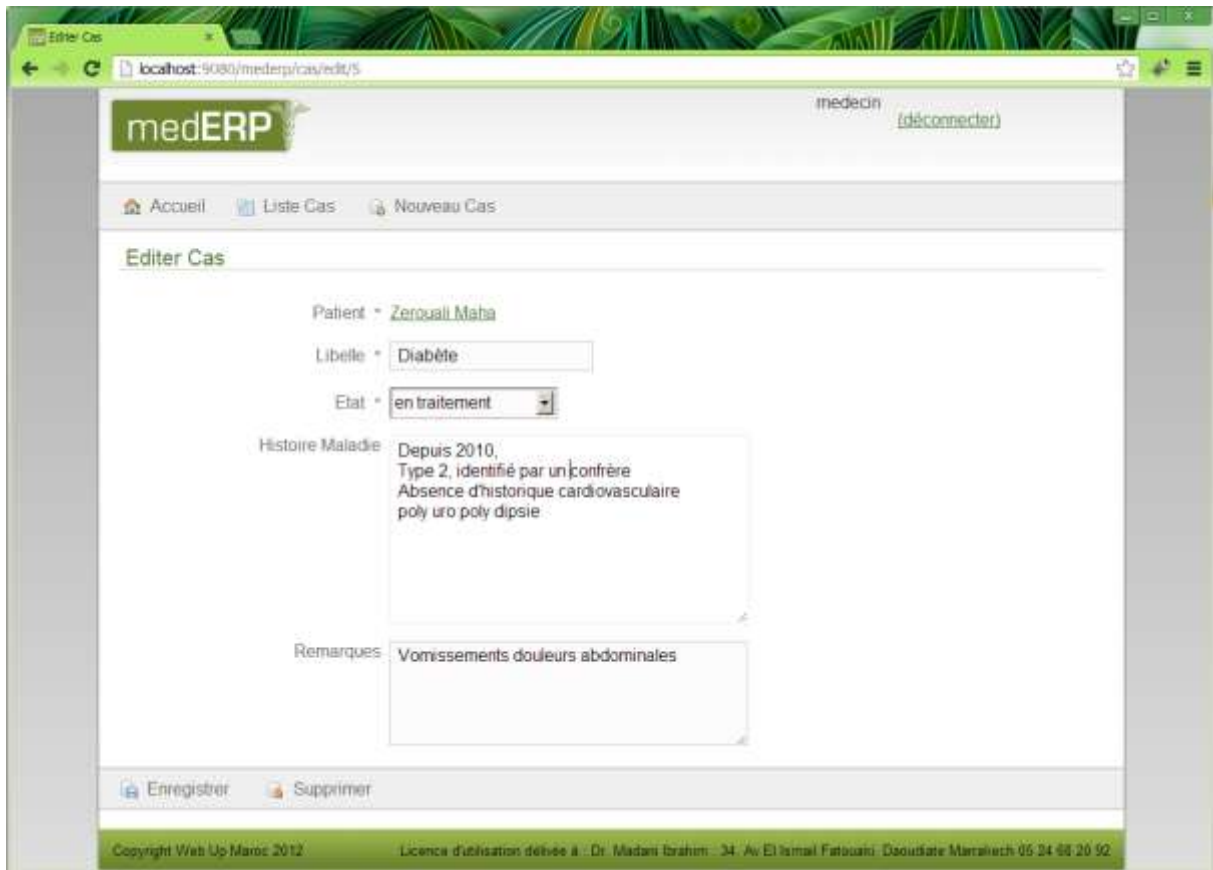 Editer Cas
localhost:9080/mederp/cas/edit/5
medERP
medecin
(déconnecter)
Accueil Liste Cas Nouveau Cas
Editer Cas
Patient * Zerouali Maha
Libelle * Diabète
Etat * en traitement
Histoire Maladie
Depuis 2010,
Type 2, identifié par un confrère
Absence d'historique cardiovasculaire
poly uro poly dipsie
Remarques
Vomissements douleurs abdominales
Enregistrer Supprimer
Copyright Web Up Maroc 2012 Licence d'utilisation délivée à : Dr. Madani Ibrahim : 34, Av El Ismail Daoudiate Marrakech 05 24 20 92